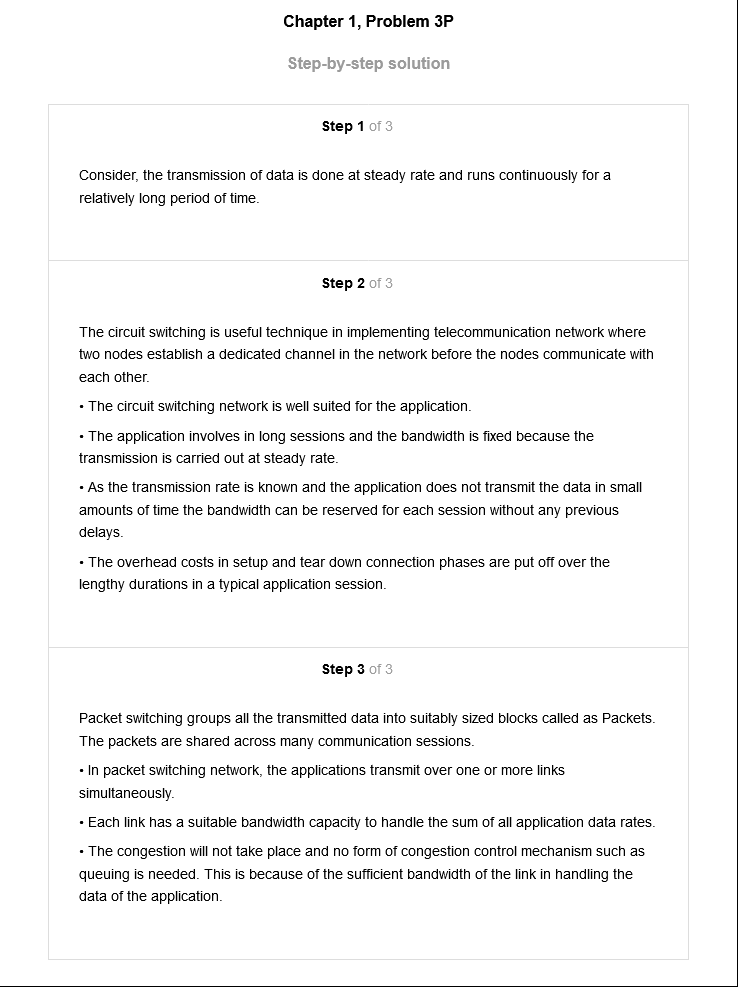 Chapter 1, Problem 3P
Step-by-step solution
Step 1 of 3
Consider, the transmission of data is done at steady rate and runs continuously for a
relatively long period of time.
Step 2 of 3
The circuit switching is useful technique in implementing telecommunication network where
two nodes establish a dedicated channel in the network before the nodes communicate with
each other.
• The circuit switching network is well suited for the application.
• The application involves in long sessions and the bandwidth is fixed because the
transmission is carried out at steady rate.
• As the transmission rate is known and the application does not transmit the data in small
amounts of time the bandwidth can be reserved for each session without any previous
delays.
• The overhead costs in setup and tear down connection phases are put off over the
lengthy durations in a typical application session.
Step 3 of 3
Packet switching groups all the transmitted data into suitably sized blocks called as Packets.
The packets are shared across many communication sessions.
• In packet switching network, the applications transmit over one or more links
simultaneously.
• Each link has a suitable bandwidth capacity to handle the sum of all application data rates.
• The congestion will not take place and no form of congestion control mechanism such as
queuing is needed. This is because of the sufficient bandwidth of the link in handling the
data of the application.